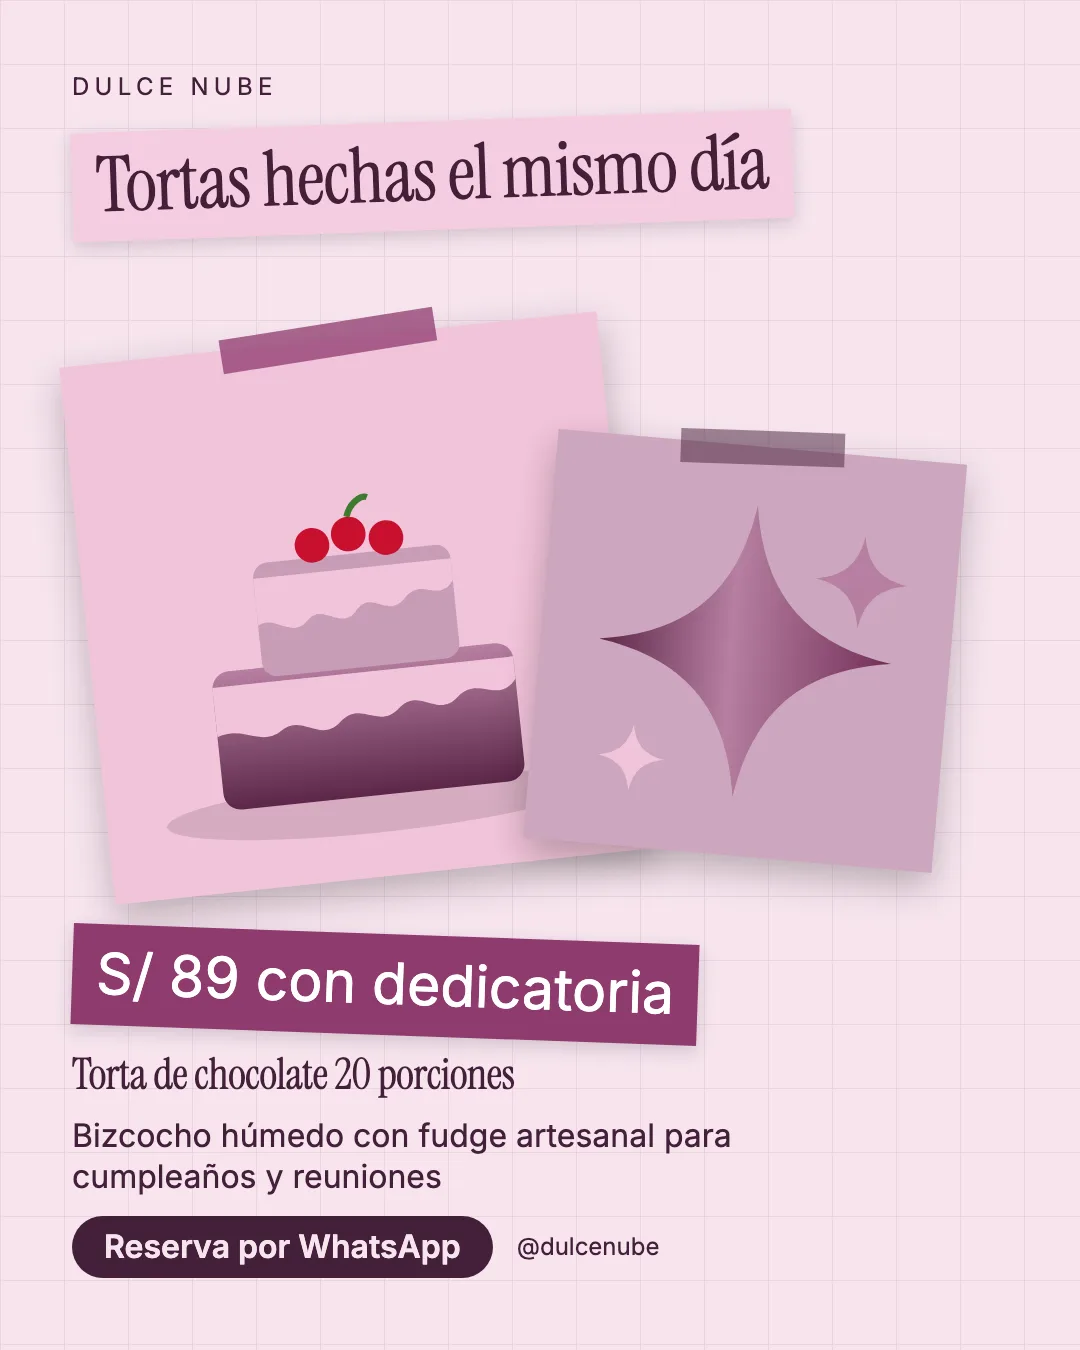 DULCE NUBE
Tortas hechas el mismo día
S/ 89 con dedicatoria
Torta de chocolate 20 porciones
Bizcocho húmedo con fudge artesanal para
cumpleaños y reuniones
Reserva por WhatsApp
@dulcenube